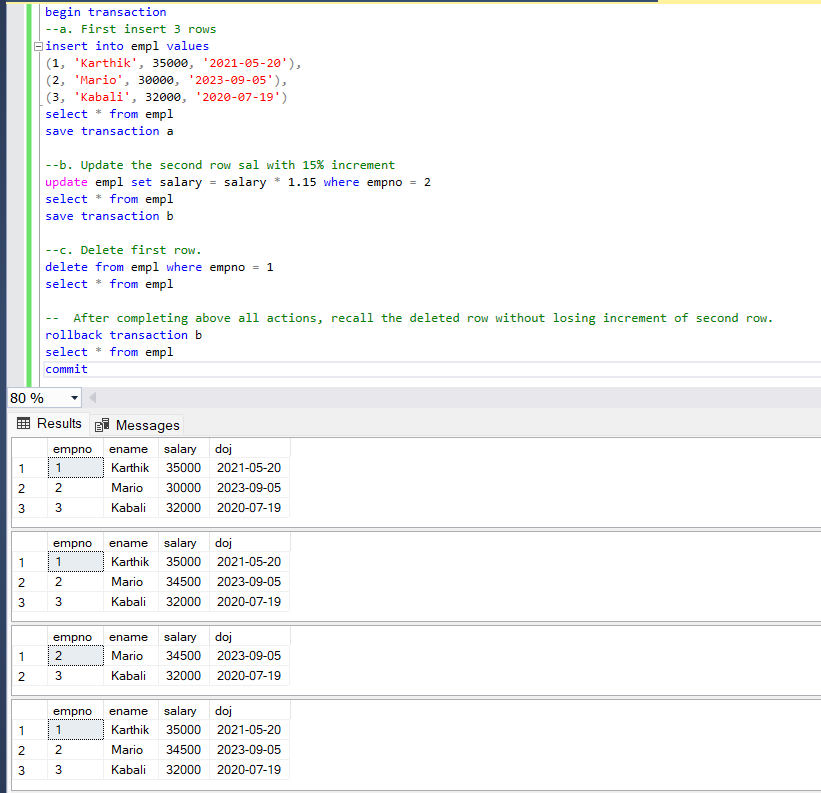 begin transaction
--a. First insert 3 rows
insert into empl values
(1, 'Karthik', 35000, '2021-05-20'),
(2, 'Mario', 30000, '2023-09-05'),
(3, 'Kabali', 32000, '2020-07-19')
select * from empl
save transaction a
--b. Update the second row sal with 15% increment
update empl set salary = salary * 1.15 where empno = 2
select * from empl
save transaction b
--c. Delete first row.
delete from empl where empno = 1
select * from empl
--  After completing above all actions, recall the deleted row without losing increment of second row.
rollback transaction b
select * from empl
commit
80 %
Results Messages
empno ename salary doj
1 1 Karthik 35000 2021-05-20
2 2 Mario 30000 2023-09-05
3 3 Kabali 32000 2020-07-19
empno ename salary doj
1 1 Karthik 35000 2021-05-20
2 2 Mario 34500 2023-09-05
3 3 Kabali 32000 2020-07-19
empno ename salary doj
1 2 Mario 34500 2023-09-05
2 3 Kabali 32000 2020-07-19
empno ename salary doj
1 1 Karthik 35000 2021-05-20
2 2 Mario 34500 2023-09-05
3 3 Kabali 32000 2020-07-19